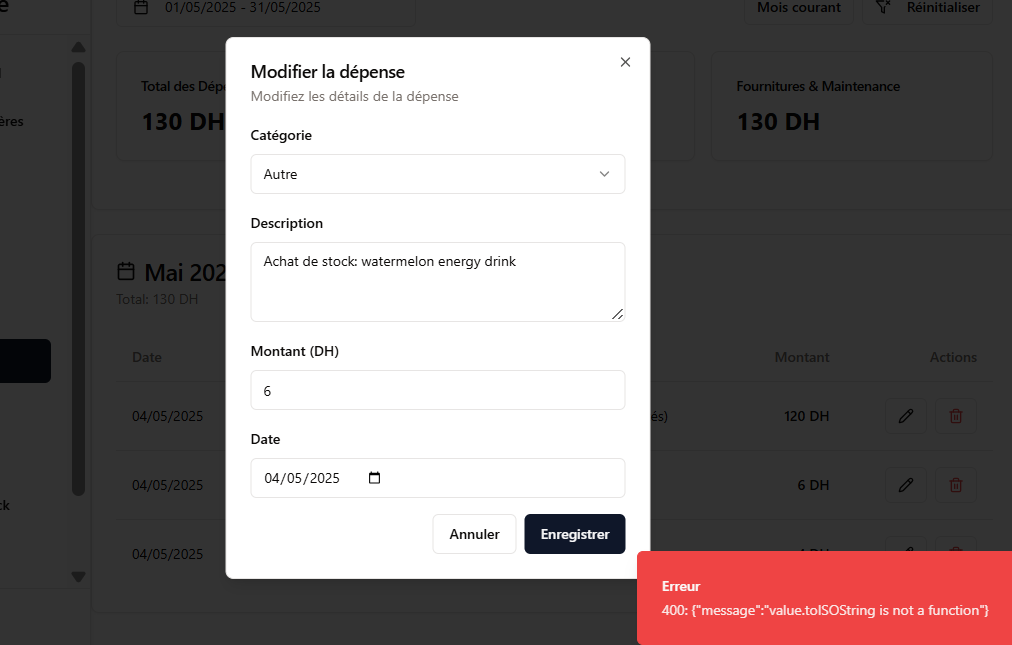 01/05/2025 - 31/05/2025
Mois courant
Réinitialiser
Modifier la dépense
Modifiez les détails de la dépense
Total des Dép
130 DH
Fournitures & Maintenance
130 DH
ères
Catégorie
Autre
Description
Achat de stock: watermelon energy drink
Mai 202
Total: 130 DH
Montant (DH)
6
Date
Montant
Actions
04/05/2025
és)
120 DH
Date
04/05/2025
04/05/2025
6 DH
ck
Annuler
Enregistrer
04/05/2025
Erreur
400: {"message":"value.toISOString is not a function"}